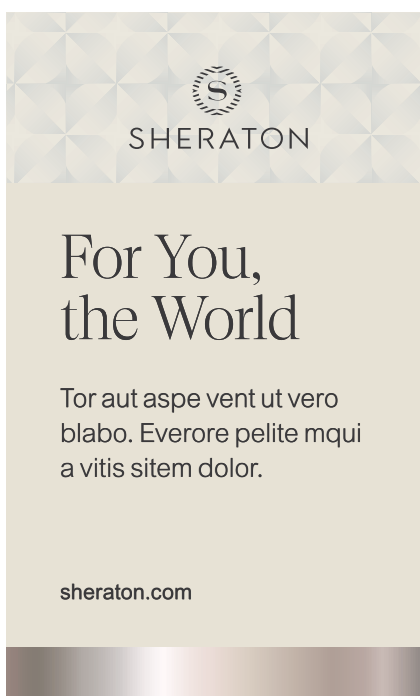 S
SHERATON
For You,
the World
Tor aut aspe vent ut vero
blabo. Everore pelite mqui
a vitis sitem dolor.
sheraton.com